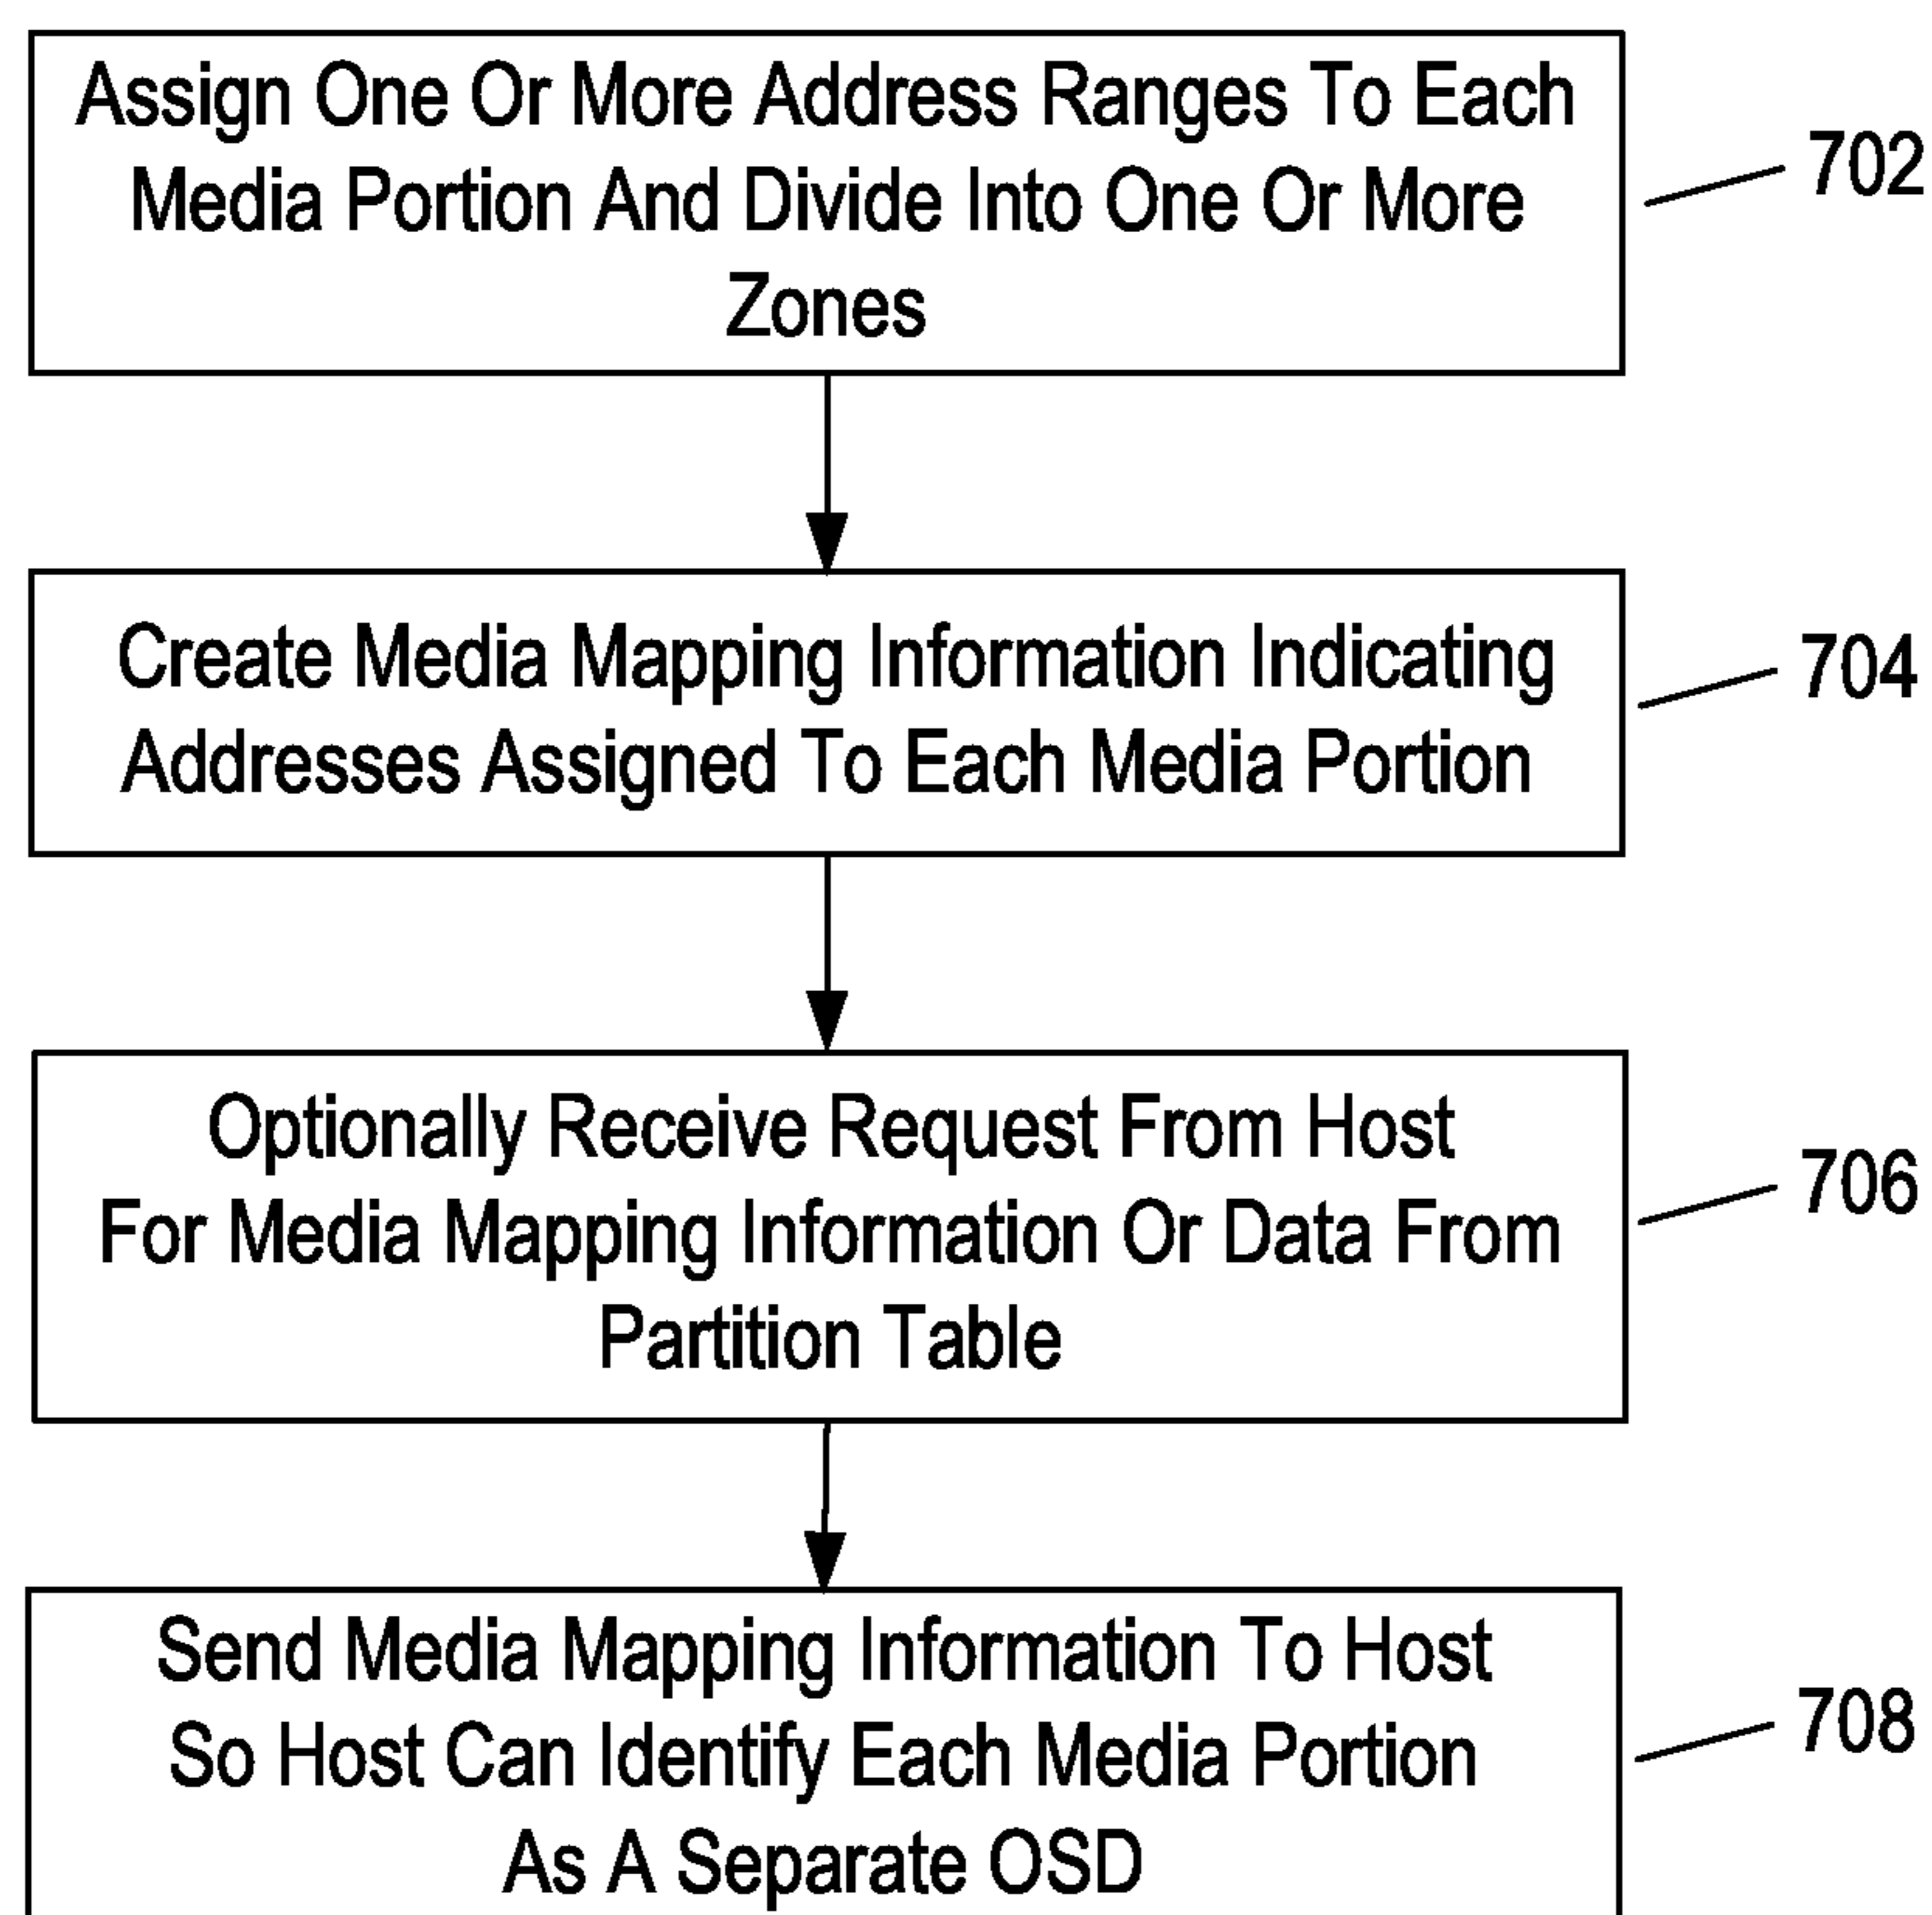 Assign One Or More Address Ranges To Each
Media Portion And Divide Into One Or More
Zones
702
Create Media Mapping Information Indicating
Addresses Assigned To Each Media Portion
704
Optionally Receive Request From Host
For Media Mapping Information Or Data From
Partition Table
706
Send Media Mapping Information To Host
So Host Can Identify Each Media Portion
As A Separate OSD
708